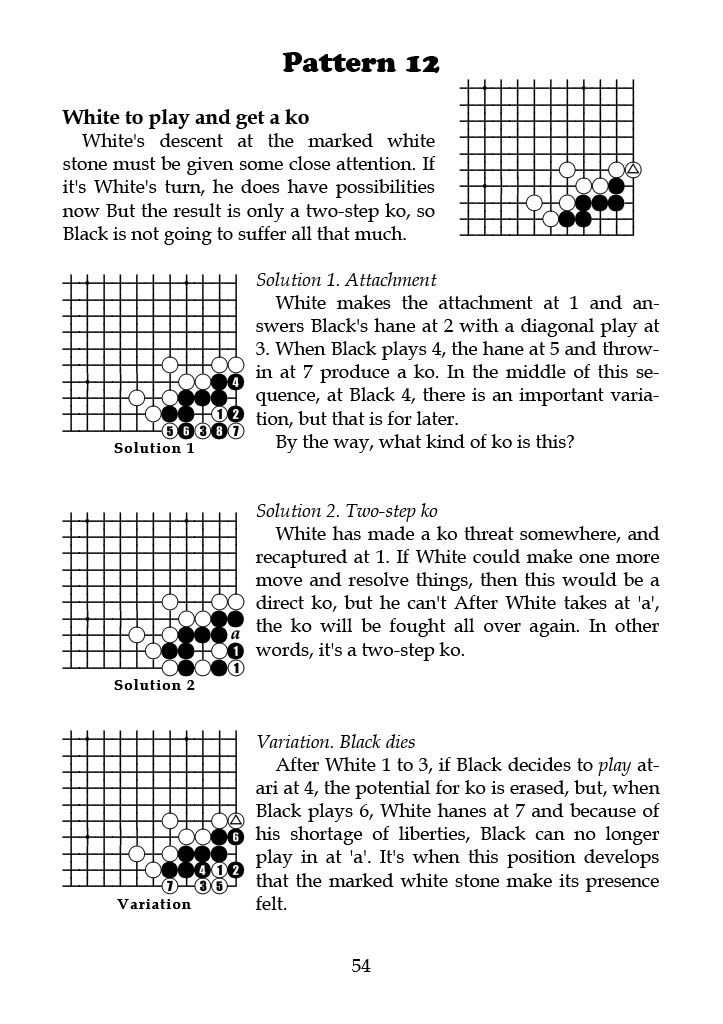 Pattern 12
White to play and get a ko
White's descent at the marked white
stone must be given some close attention. If
it's White's turn, he does have possibilities
now But the result is only a two-step ko, so
Black is not going to suffer all that much.
Solution 1. Attachment
White makes the attachment at 1 and an-
swers Black's hane at 2 with a diagonal play at
3. When Black plays 4, the hane at 5 and throw-
in at 7 produce a ko. In the middle of this se-
quence, at Black 4, there is an important varia-
tion, but that is for later.
By the way, what kind of ko is this?
4
1 2
5 6 3 8 7
Solution 1
Solution 2. Two-step ko
White has made a ko threat somewhere, and
recaptured at 1. If White could make one more
move and resolve things, then this would be a
direct ko, but he can't After White takes at 'a',
the ko will be fought all over again. In other
words, it's a two-step ko.
a
1
1
Solution 2
Variation. Black dies
After White 1 to 3, if Black decides to play at-
ari at 4, the potential for ko is erased, but, when
Black plays 6, White hanes at 7 and because of
his shortage of liberties, Black can no longer
play in at 'a'. It's when this position develops
that the marked white stone make its presence
felt.
6
4 1 2
7 3 5
Variation
54